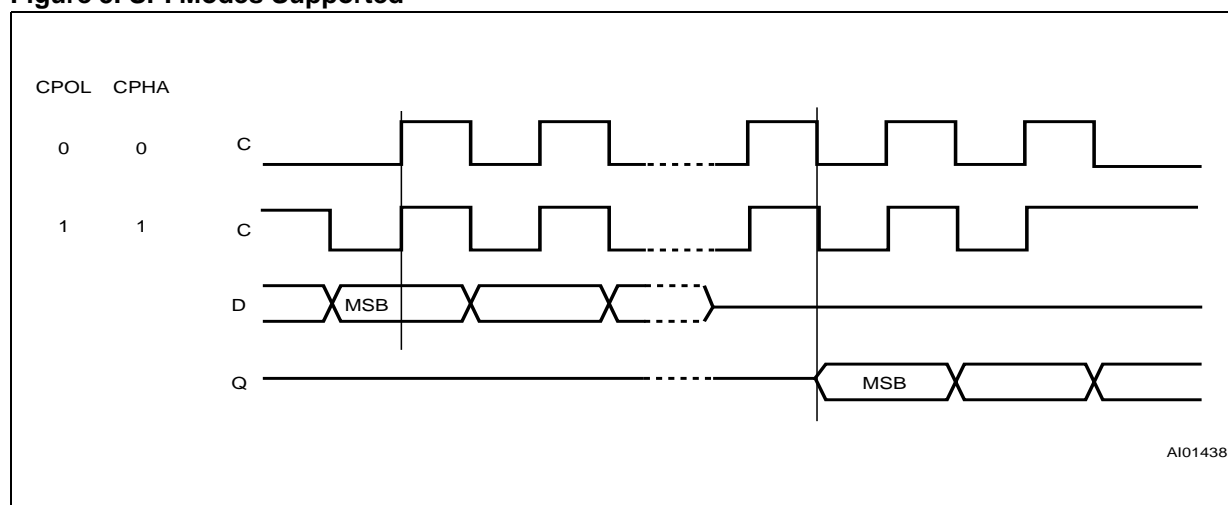 Figure 5. SPI Modes Supported
CPOL CPHA
0 0 C
1 1 C
D MSB
Q MSB
AI01438